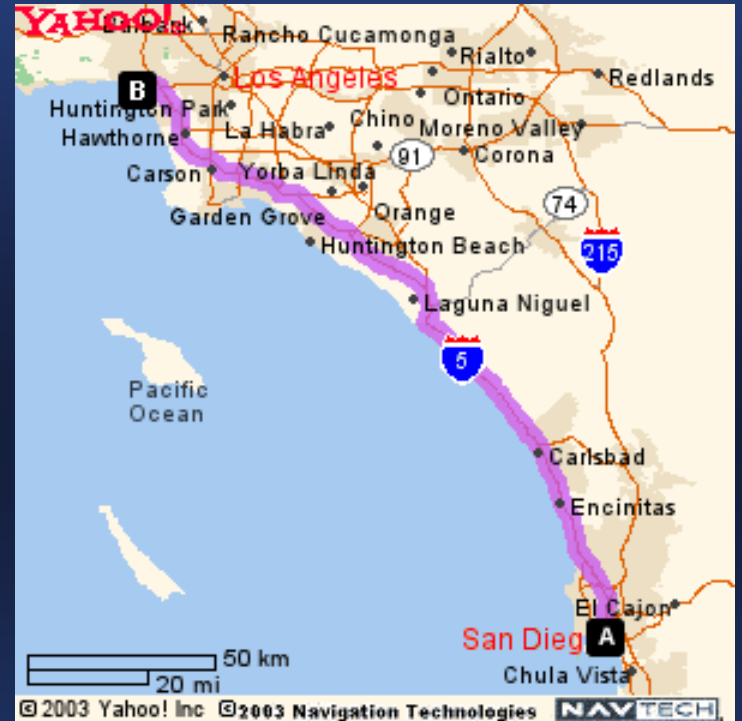 YAHOO!
Burbank
Rancho Cucamonga
Rialto
Los Angeles
Redlands
B
Ontario
Huntington Park
Chino
Moreno Valley
Hawthorne
La Habra
91
Corona
Carson
Yorba Linda
74
Garden Grove
Orange
215
Huntington Beach
Laguna Niguel
5
Pacific
Ocean
Carlsbad
Encinitas
El Cajon
San Dieg
A
50 km
Chula Vista
20 mi
© 2003 Yahoo! Inc ©2003 Navigation Technologies NAVTECH